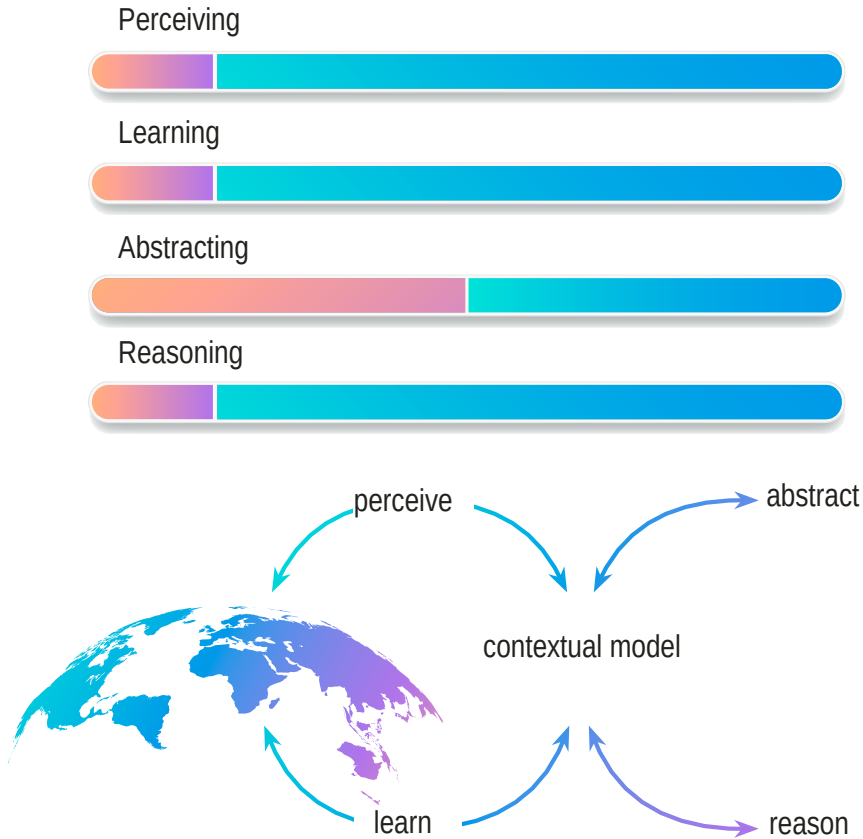 Perceiving
Learning
Abstracting
Reasoning
perceive
abstract
contextual model
learn
reason